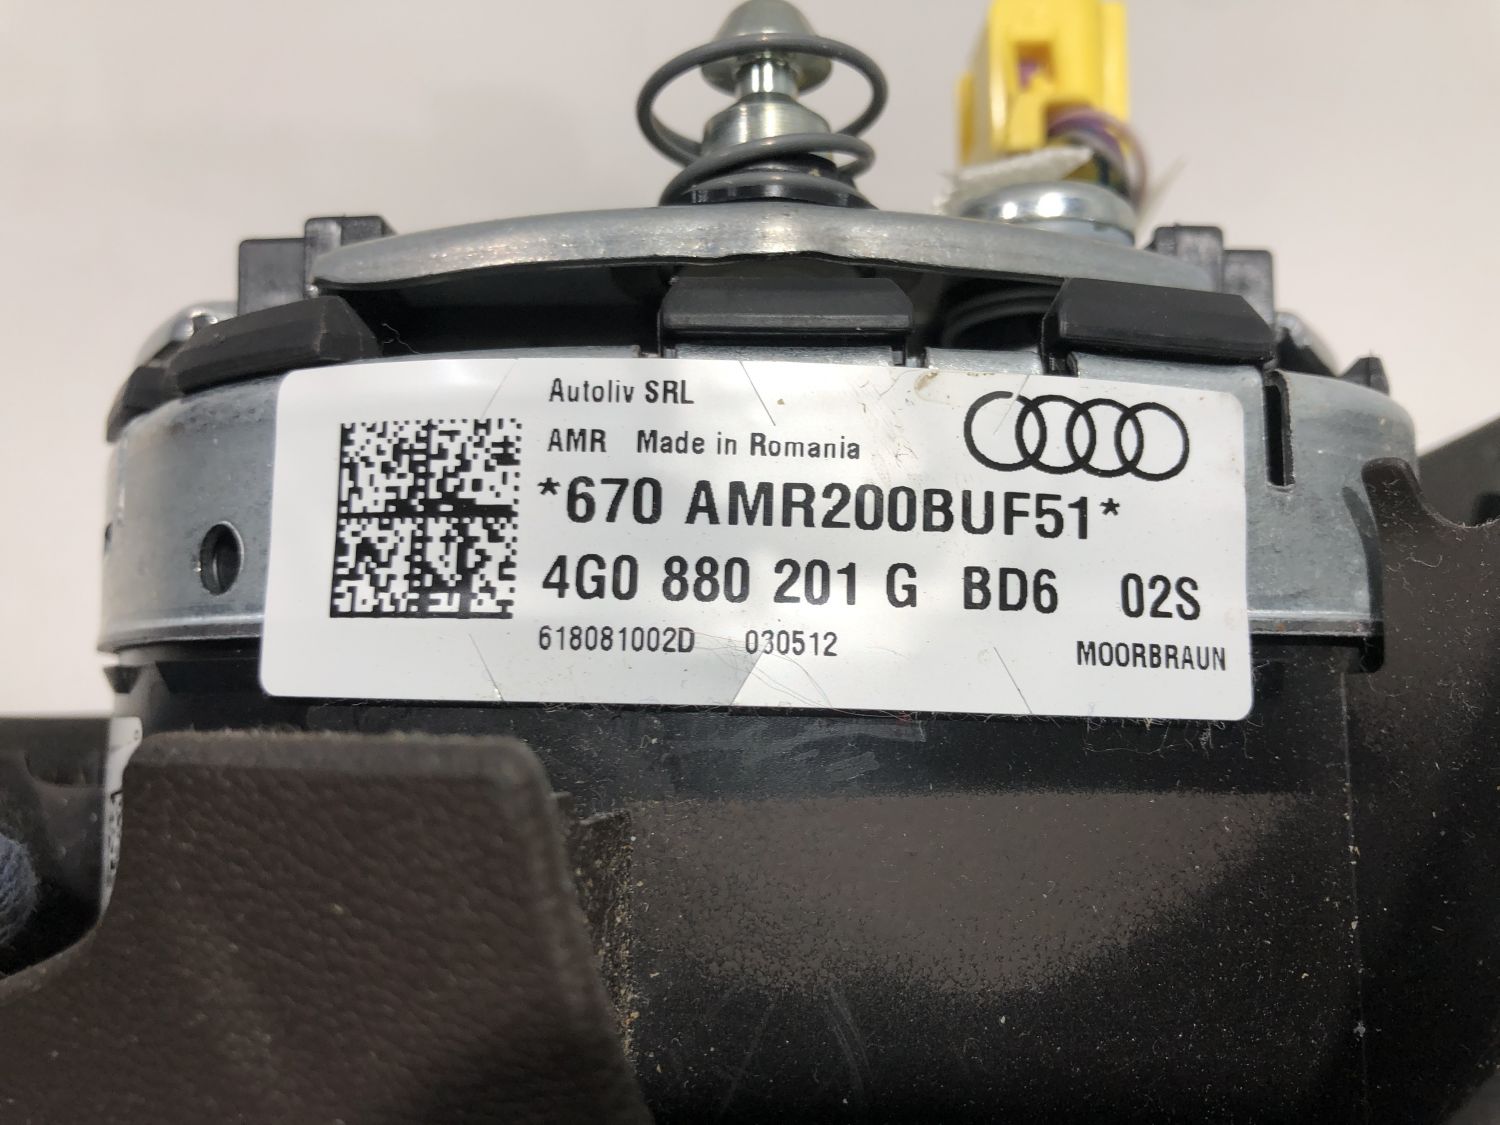 Autoliv SRL
AMR Made in Romania
*670 AMR200BUF51*
4G0 880 201 G BD6 02S
618081002D 030512
MOORBRAUN